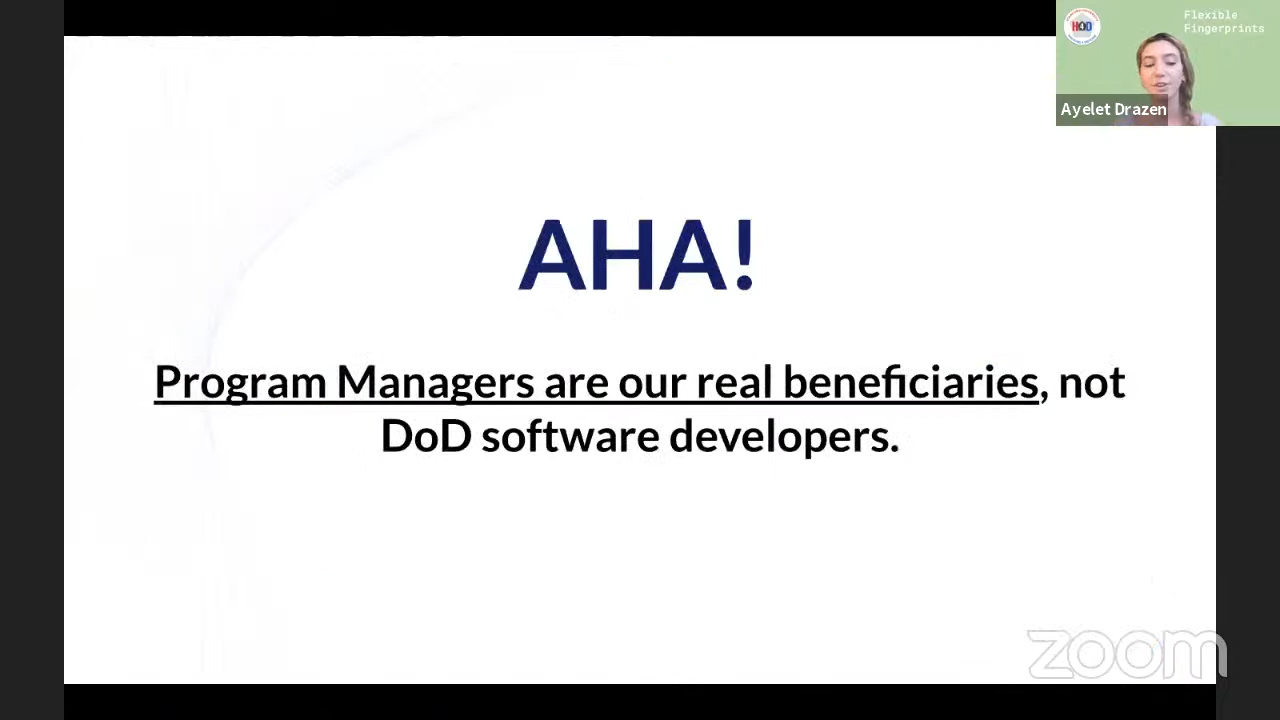 Flexible
Fingerprints
Ayelet Drazen
AHA!
Program Managers are our real beneficiaries, not
DoD software developers.
zoom